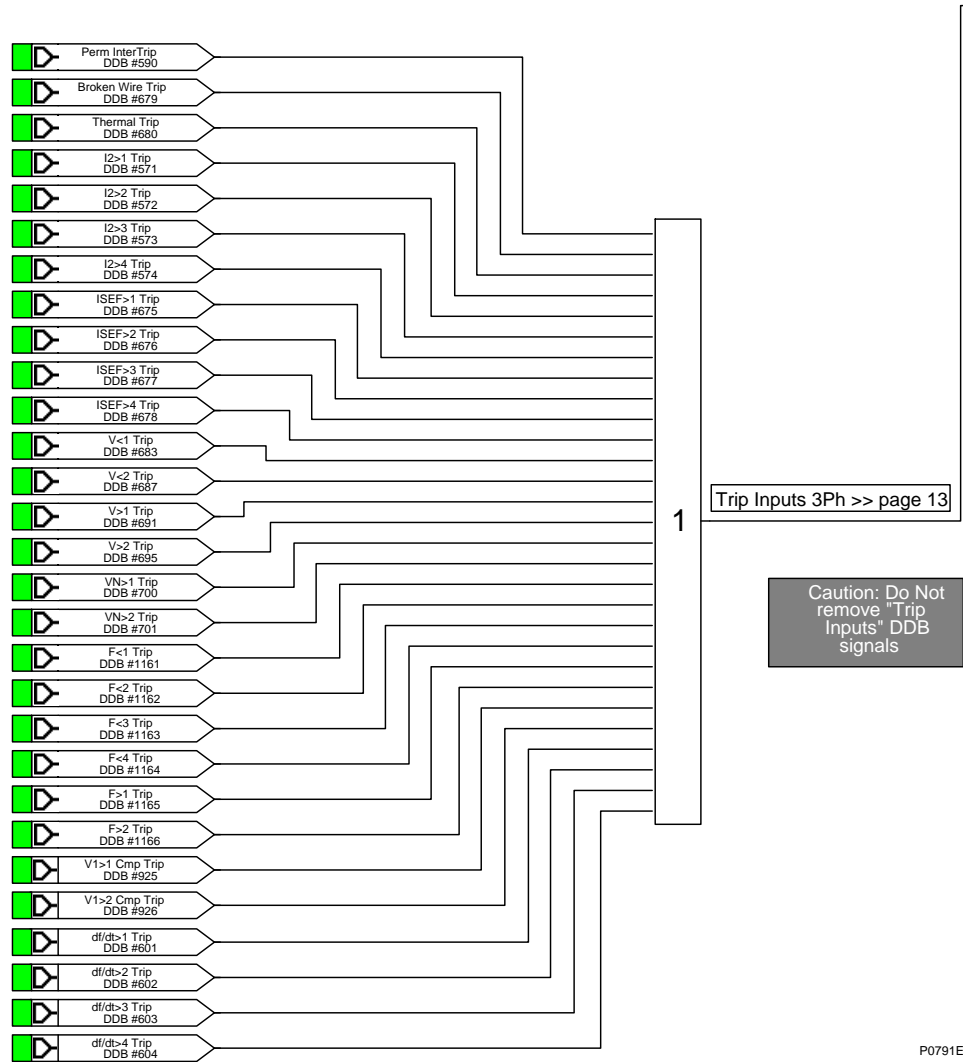 Perm InterTrip
DDB #590
Broken Wire Trip
DDB #679
Thermal Trip
DDB #680
I2>1 Trip
DDB #571
I2>2 Trip
DDB #572
I2>3 Trip
DDB #573
I2>4 Trip
DDB #574
ISEF>1 Trip
DDB #675
ISEF>2 Trip
DDB #676
ISEF>3 Trip
DDB #677
ISEF>4 Trip
DDB #678
V<1 Trip
DDB #683
V<2 Trip
DDB #687
V>1 Trip
DDB #691
V>2 Trip
DDB #695
VN>1 Trip
DDB #700
VN>2 Trip
DDB #701
F<1 Trip
DDB #1161
F<2 Trip
DDB #1162
F<3 Trip
DDB #1163
F<4 Trip
DDB #1164
F>1 Trip
DDB #1165
F>2 Trip
DDB #1166
V1>1 Cmp Trip
DDB #925
V1>2 Cmp Trip
DDB #926
df/dt>1 Trip
DDB #601
df/dt>2 Trip
DDB #602
df/dt>3 Trip
DDB #603
df/dt>4 Trip
DDB #604
1
Trip Inputs 3Ph >> page 13
Caution: Do Not
remove "Trip
Inputs" DDB
signals
P0791E